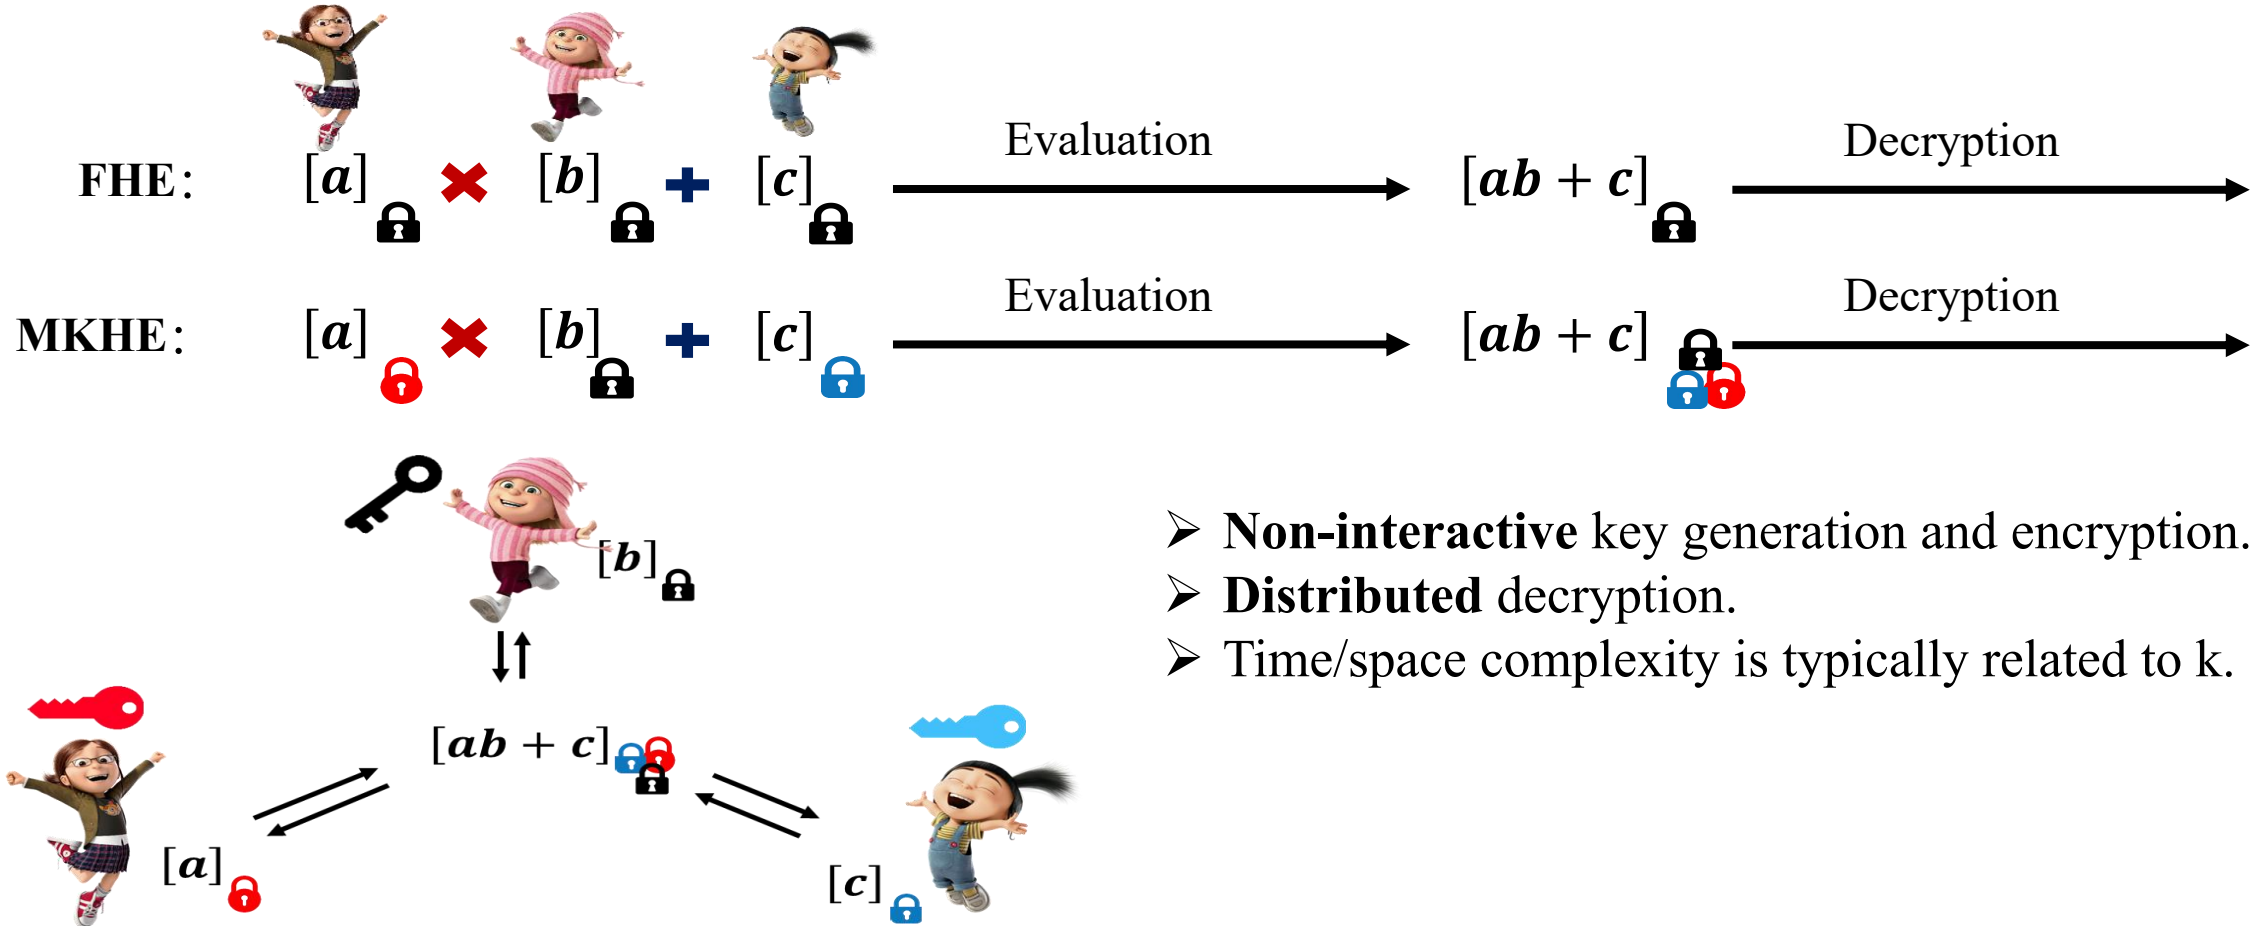 Evaluation Decryption
FHE: [a] × [b] + [c] [ab + c]
Evaluation Decryption
MKHE: [a] × [b] + [c] [ab + c]
[b]
➢ Non-interactive key generation and encryption.
➢ Distributed decryption.
➢ Time/space complexity is typically related to k.
[ab + c]
[a]
[c]